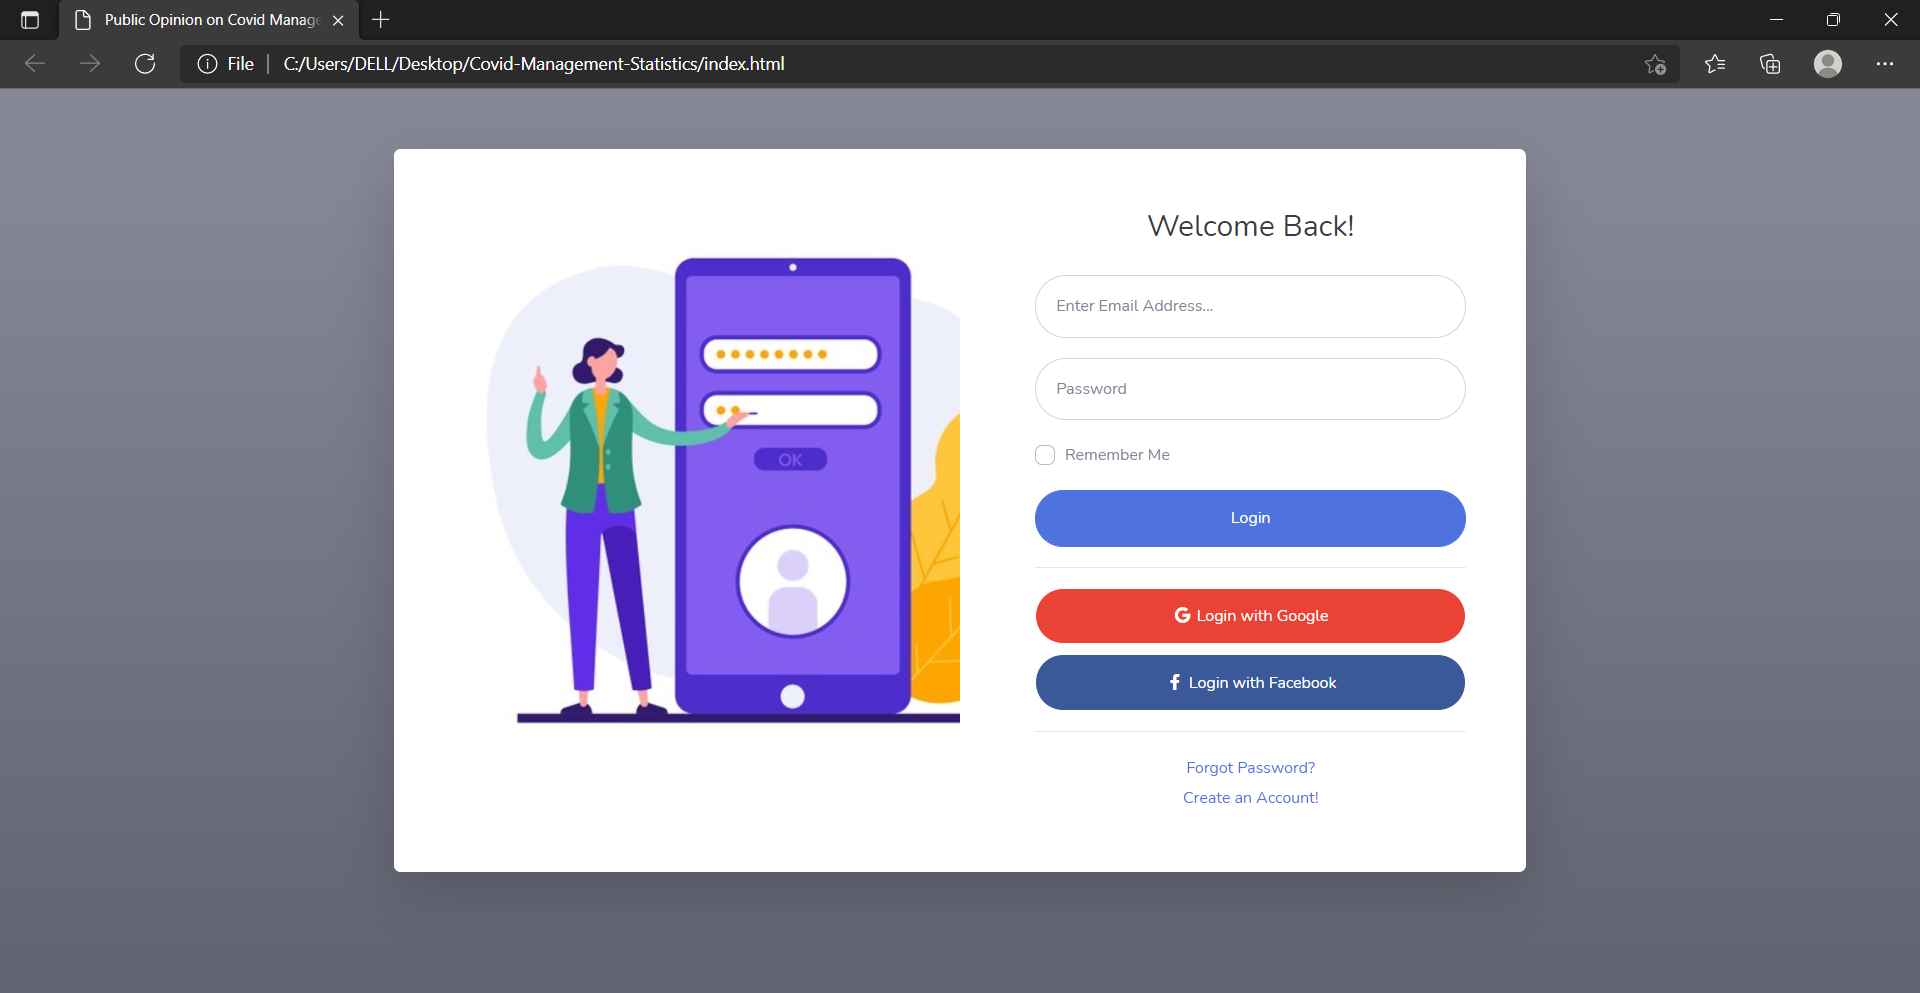 Public Opinion on Covid Manage
File
C:/Users/DELL/Desktop/Covid-Management-Statistics/index.html
Welcome Back!
Enter Email Address...
Password
Remember Me
Login
G Login with Google
f Login with Facebook
Forgot Password?
Create an Account!
OK